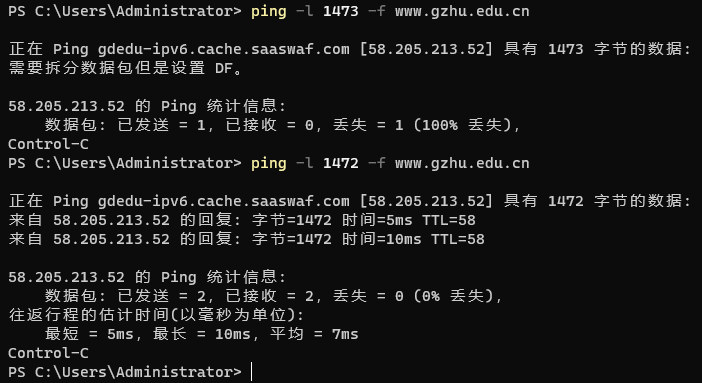 PS C:\Users\Administrator> ping -l 1473 -f www.gzhu.edu.cn
正在 Ping gdedu-ipv6.cache.saaswaf.com [58.205.213.52] 具有 1473 字节的数据:
需要拆分数据包但是设置 DF。
58.205.213.52 的 Ping 统计信息:
数据包: 已发送 = 1，已接收 = 0，丢失 = 1 (100% 丢失)，
Control-C
PS C:\Users\Administrator> ping -l 1472 -f www.gzhu.edu.cn
正在 Ping gdedu-ipv6.cache.saaswaf.com [58.205.213.52] 具有 1472 字节的数据:
来自 58.205.213.52 的回复: 字节=1472 时间=5ms TTL=58
来自 58.205.213.52 的回复: 字节=1472 时间=10ms TTL=58
58.205.213.52 的 Ping 统计信息:
数据包: 已发送 = 2，已接收 = 2，丢失 = 0 (0% 丢失)，
往返行程的估计时间(以毫秒为单位):
最短 = 5ms，最长 = 10ms，平均 = 7ms
Control-C
PS C:\Users\Administrator>